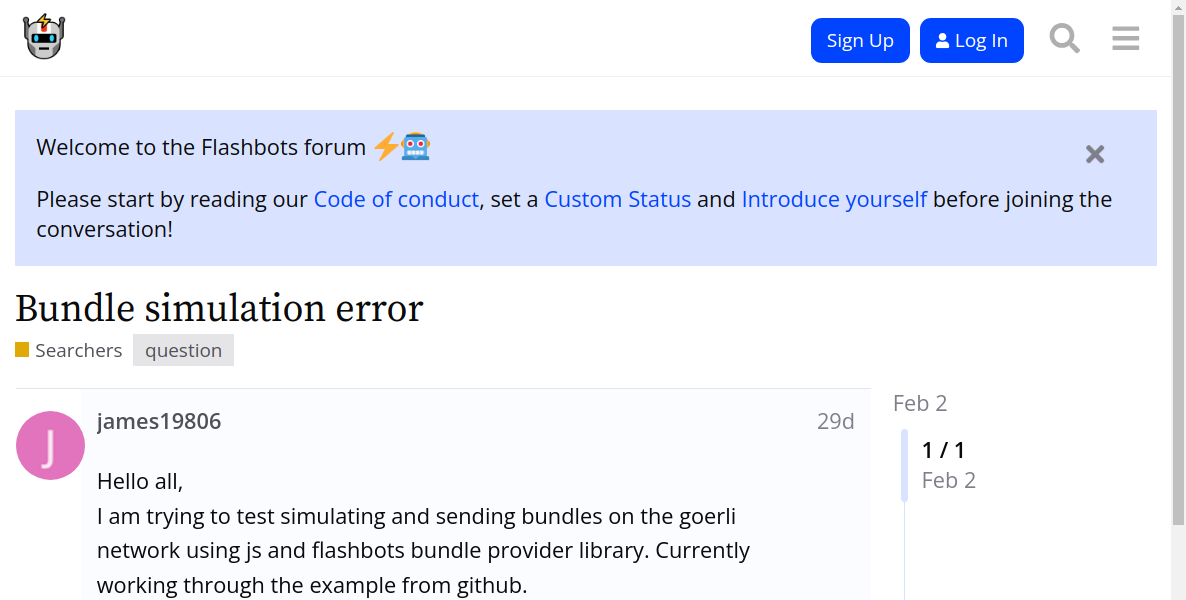 Sign Up
Log In
Welcome to the Flashbots forum
Please start by reading our Code of conduct, set a Custom Status and Introduce yourself before joining the
conversation!
Bundle simulation error
Searchers question
J
james19806 29d
Hello all,
I am trying to test simulating and sending bundles on the goerli
network using js and flashbots bundle provider library. Currently
working through the example from github.
Feb 2
1 / 1
Feb 2